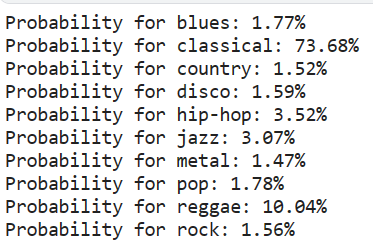 Probability for blues: 1.77%
Probability for classical: 73.68%
Probability for country: 1.52%
Probability for disco: 1.59%
Probability for hip-hop: 3.52%
Probability for jazz: 3.07%
Probability for metal: 1.47%
Probability for pop: 1.78%
Probability for reggae: 10.04%
Probability for rock: 1.56%